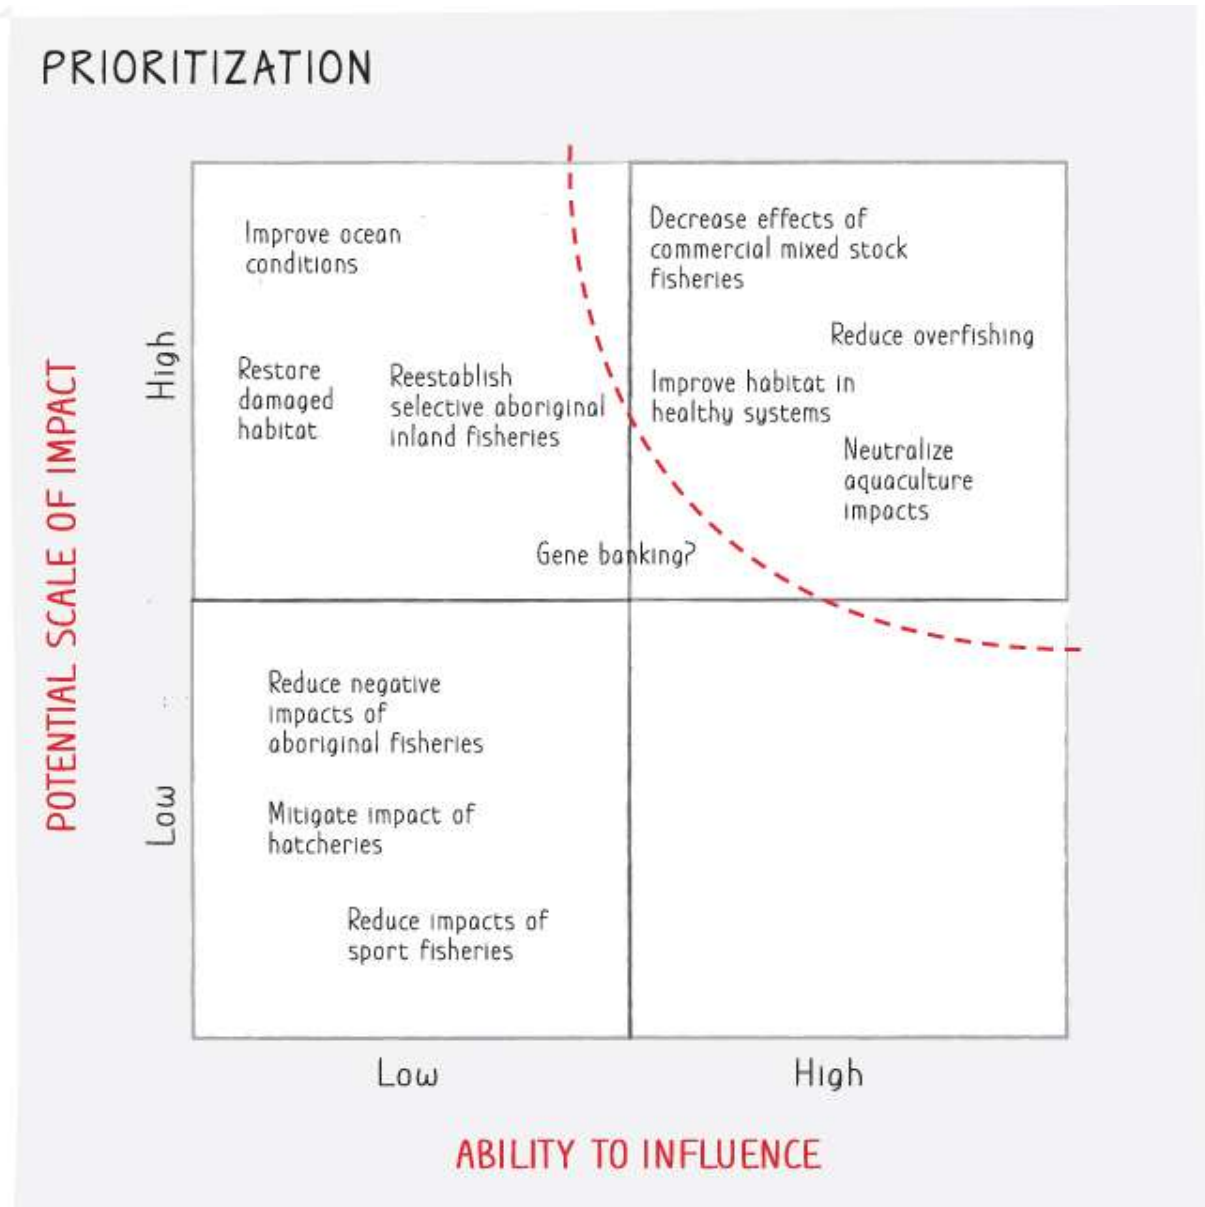 PRIORITIZATION
POTENTIAL SCALE OF IMPACT
High
Low
Improve ocean
conditions
Restore
damaged
habitat
Reestablish
selective aboriginal
inland fisheries
Decrease effects of
commercial mixed stock
fisheries
Reduce overfishing
Improve habitat in
healthy systems
Neutralize
aquaculture
impacts
Gene banking?
Reduce negative
impacts of
aboriginal fisheries
Mitigate impact of
hatcheries
Reduce impacts of
sport fisheries
Low
High
ABILITY TO INFLUENCE